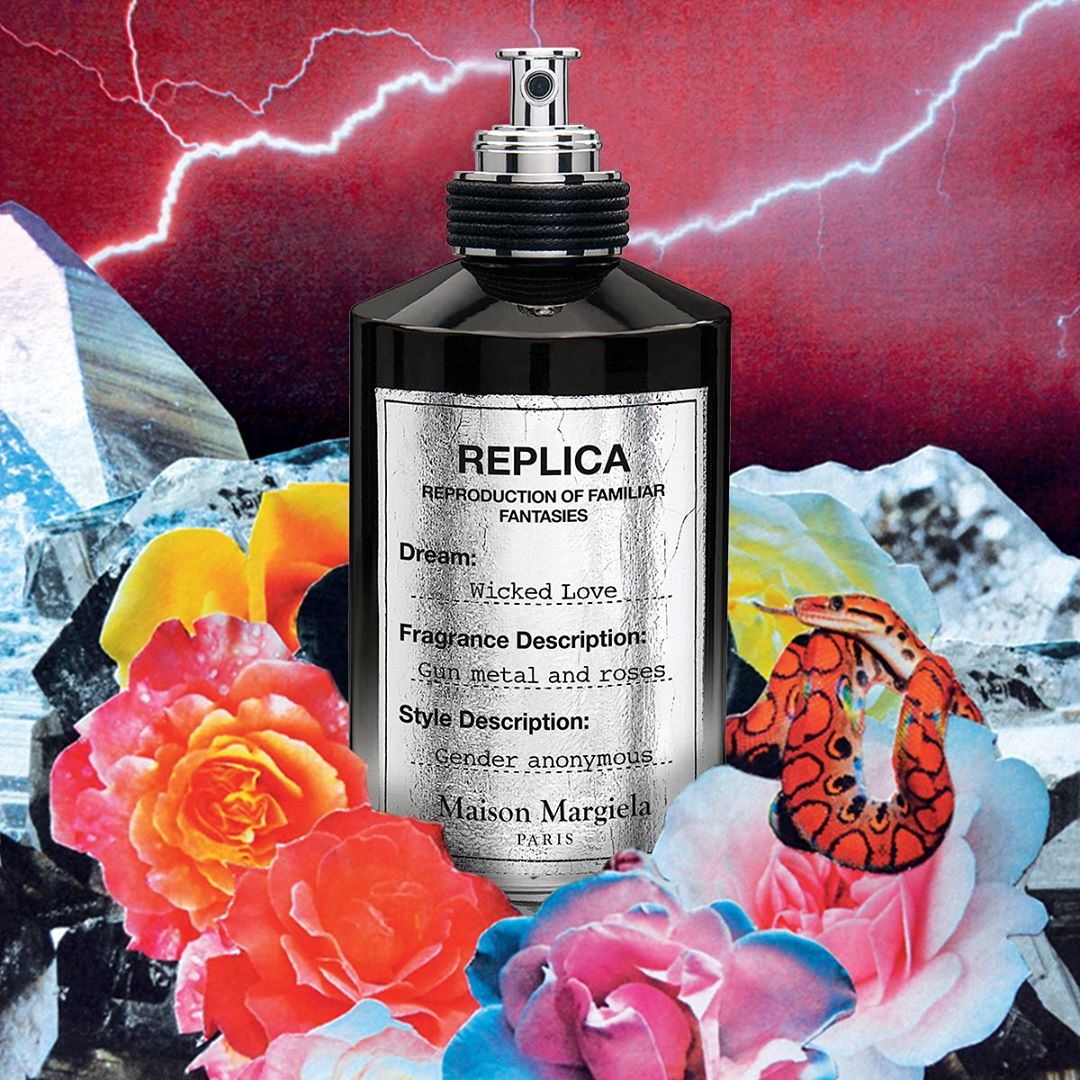 REPLICA
REPRODUCTION OF FAMILIAR
FANTASIES
Dream:
Wicked Love
Fragrance Description:
Gun metal and roses
Style Description:
Gender anonymous
Maison Margiela
PARIS